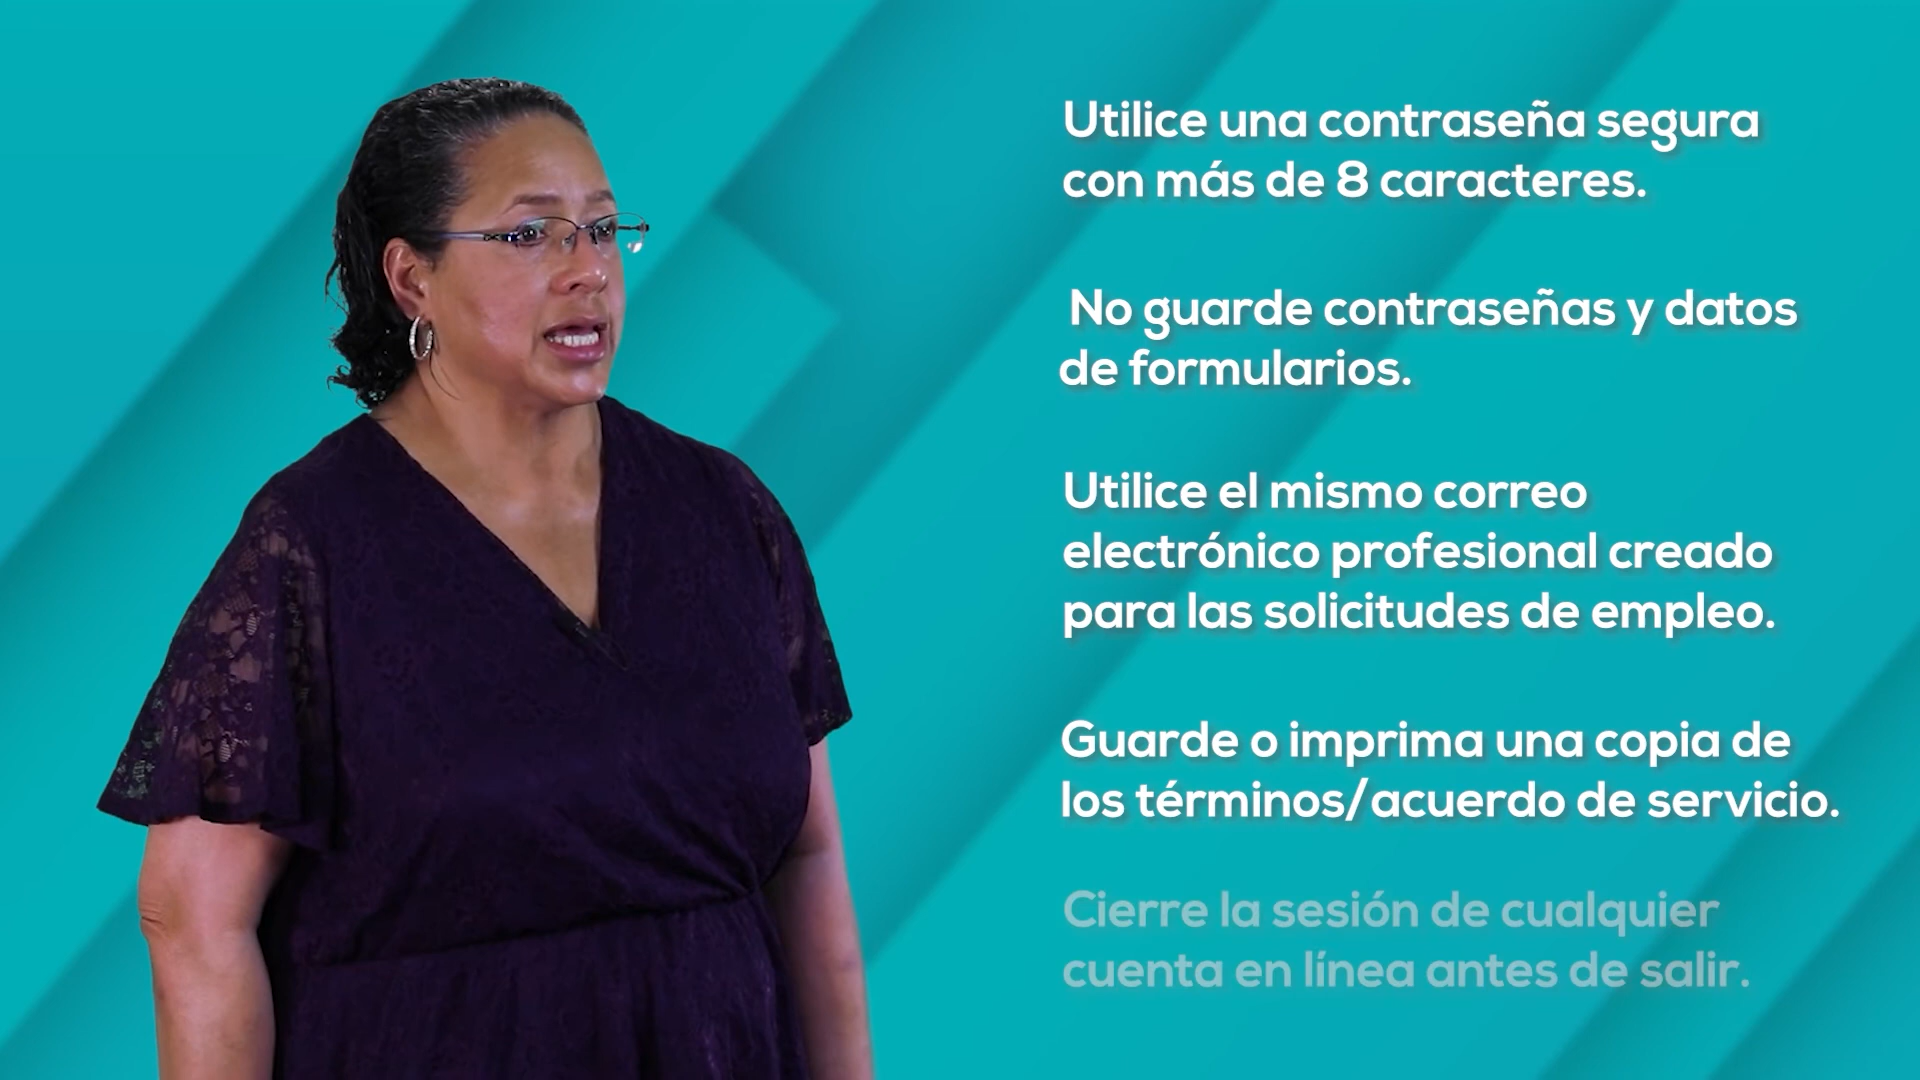 Utilice una contraseña segura
con más de 8 caracteres.
No guarde contraseñas y datos
de formularios.
Utilice el mismo correo
electrónico profesional creado
para las solicitudes de empleo.
Guarde o imprima una copia de
los términos/acuerdo de servicio.
Cierre la sesión de cualquier
cuenta en línea antes de salir.